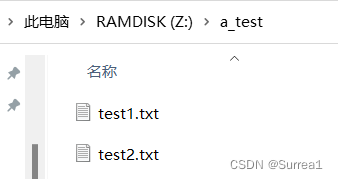 此电脑 > RAMDISK (Z:) > a_test
名称
test1.txt
test2.txt
CSDN @Surrea1